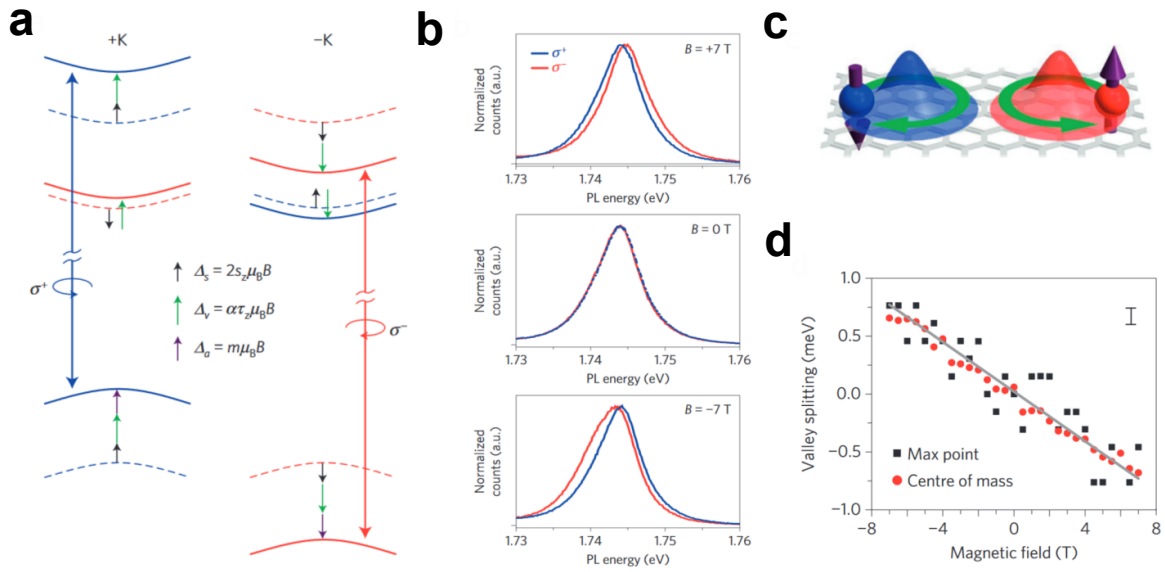 a
+K
−K
σ⁺
σ⁻
Δₛ = 2s_zμ_BB
Δᵥ = ατ_zμ_BB
Δₐ = mμ_BB
b
σ⁺
σ⁻
B = +7 T
Normalized
counts (a.u.)
1.73 1.74 1.75 1.76
PL energy (eV)
B = 0 T
Normalized
counts (a.u.)
1.73 1.74 1.75 1.76
PL energy (eV)
B = −7 T
Normalized
counts (a.u.)
1.73 1.74 1.75 1.76
PL energy (eV)
c
d
Valley splitting (meV)
1.0
0.5
0.0
−0.5
−1.0
Max point
Centre of mass
−8 −4 0 4 8
Magnetic field (T)